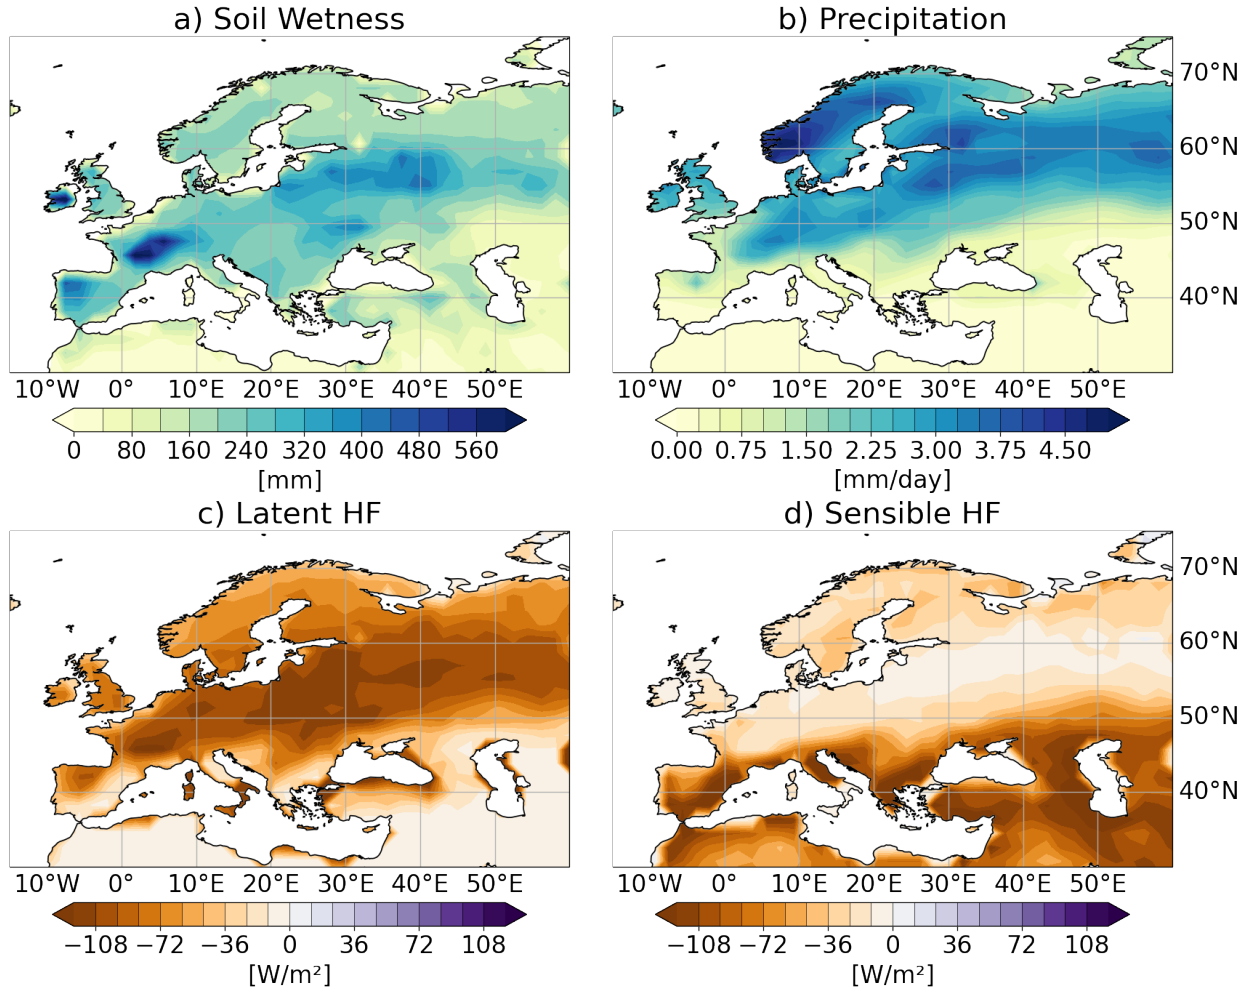 a) Soil Wetness
b) Precipitation
70°N
60°N
50°N
40°N
10°W 0° 10°E 20°E 30°E 40°E 50°E
10°W 0° 10°E 20°E 30°E 40°E 50°E
0 80 160 240 320 400 480 560
[mm]
0.00 0.75 1.50 2.25 3.00 3.75 4.50
[mm/day]
c) Latent HF
d) Sensible HF
70°N
60°N
50°N
40°N
10°W 0° 10°E 20°E 30°E 40°E 50°E
10°W 0° 10°E 20°E 30°E 40°E 50°E
−108 −72 −36 0 36 72 108
[W/m²]
−108 −72 −36 0 36 72 108
[W/m²]